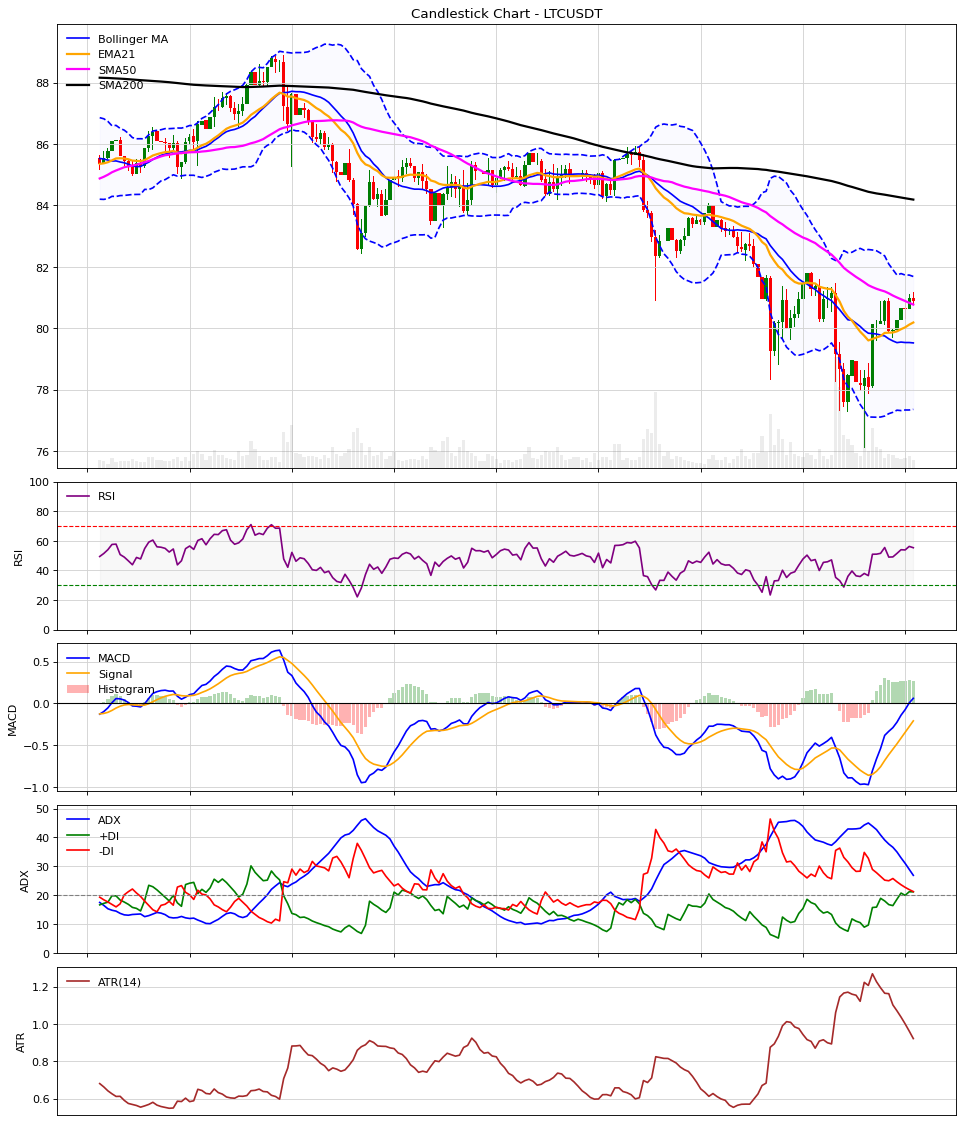 Candlestick Chart - LTCUSDT
Bollinger MA
EMA21
SMA50
SMA200
88
86
84
82
80
78
76
RSI
RSI
100
80
60
40
20
0
MACD
Signal
Histogram
MACD
0.5
0.0
−0.5
−1.0
ADX
+DI
-DI
ADX
50
40
30
20
10
0
ATR(14)
ATR
1.2
1.0
0.8
0.6